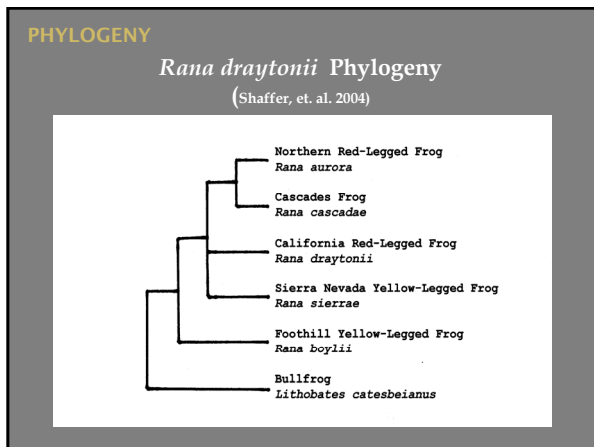 PHYLOGENY
Rana draytonii Phylogeny
(Shaffer, et. al. 2004)
Northern Red-Legged Frog
Rana aurora
Cascades Frog
Rana cascadae
California Red-Legged Frog
Rana draytonii
Sierra Nevada Yellow-Legged Frog
Rana sierrae
Foothill Yellow-Legged Frog
Rana boylii
Bullfrog
Lithobates catesbeianus